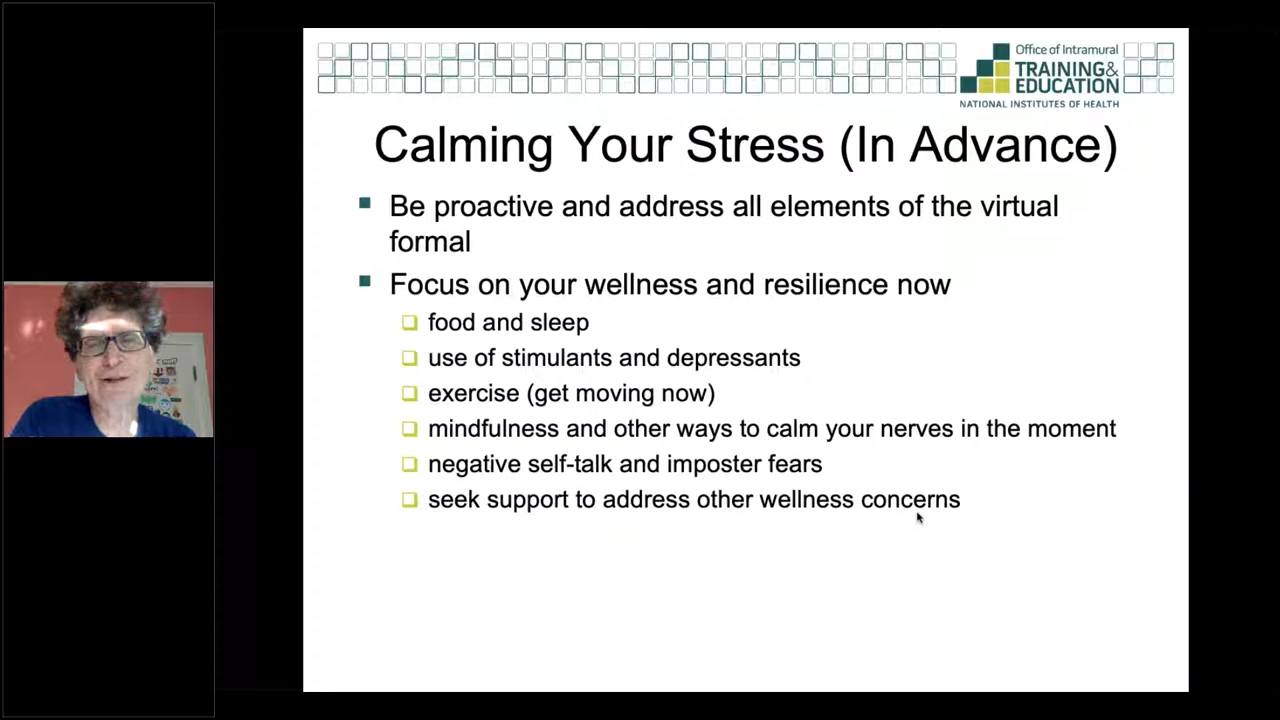 Office of Intramural
TRAINING&
EDUCATION
NATIONAL INSTITUTES OF HEALTH
Calming Your Stress (In Advance)
Be proactive and address all elements of the virtual
formal
Focus on your wellness and resilience now
food and sleep
use of stimulants and depressants
exercise (get moving now)
mindfulness and other ways to calm your nerves in the moment
negative self-talk and imposter fears
seek support to address other wellness concerns